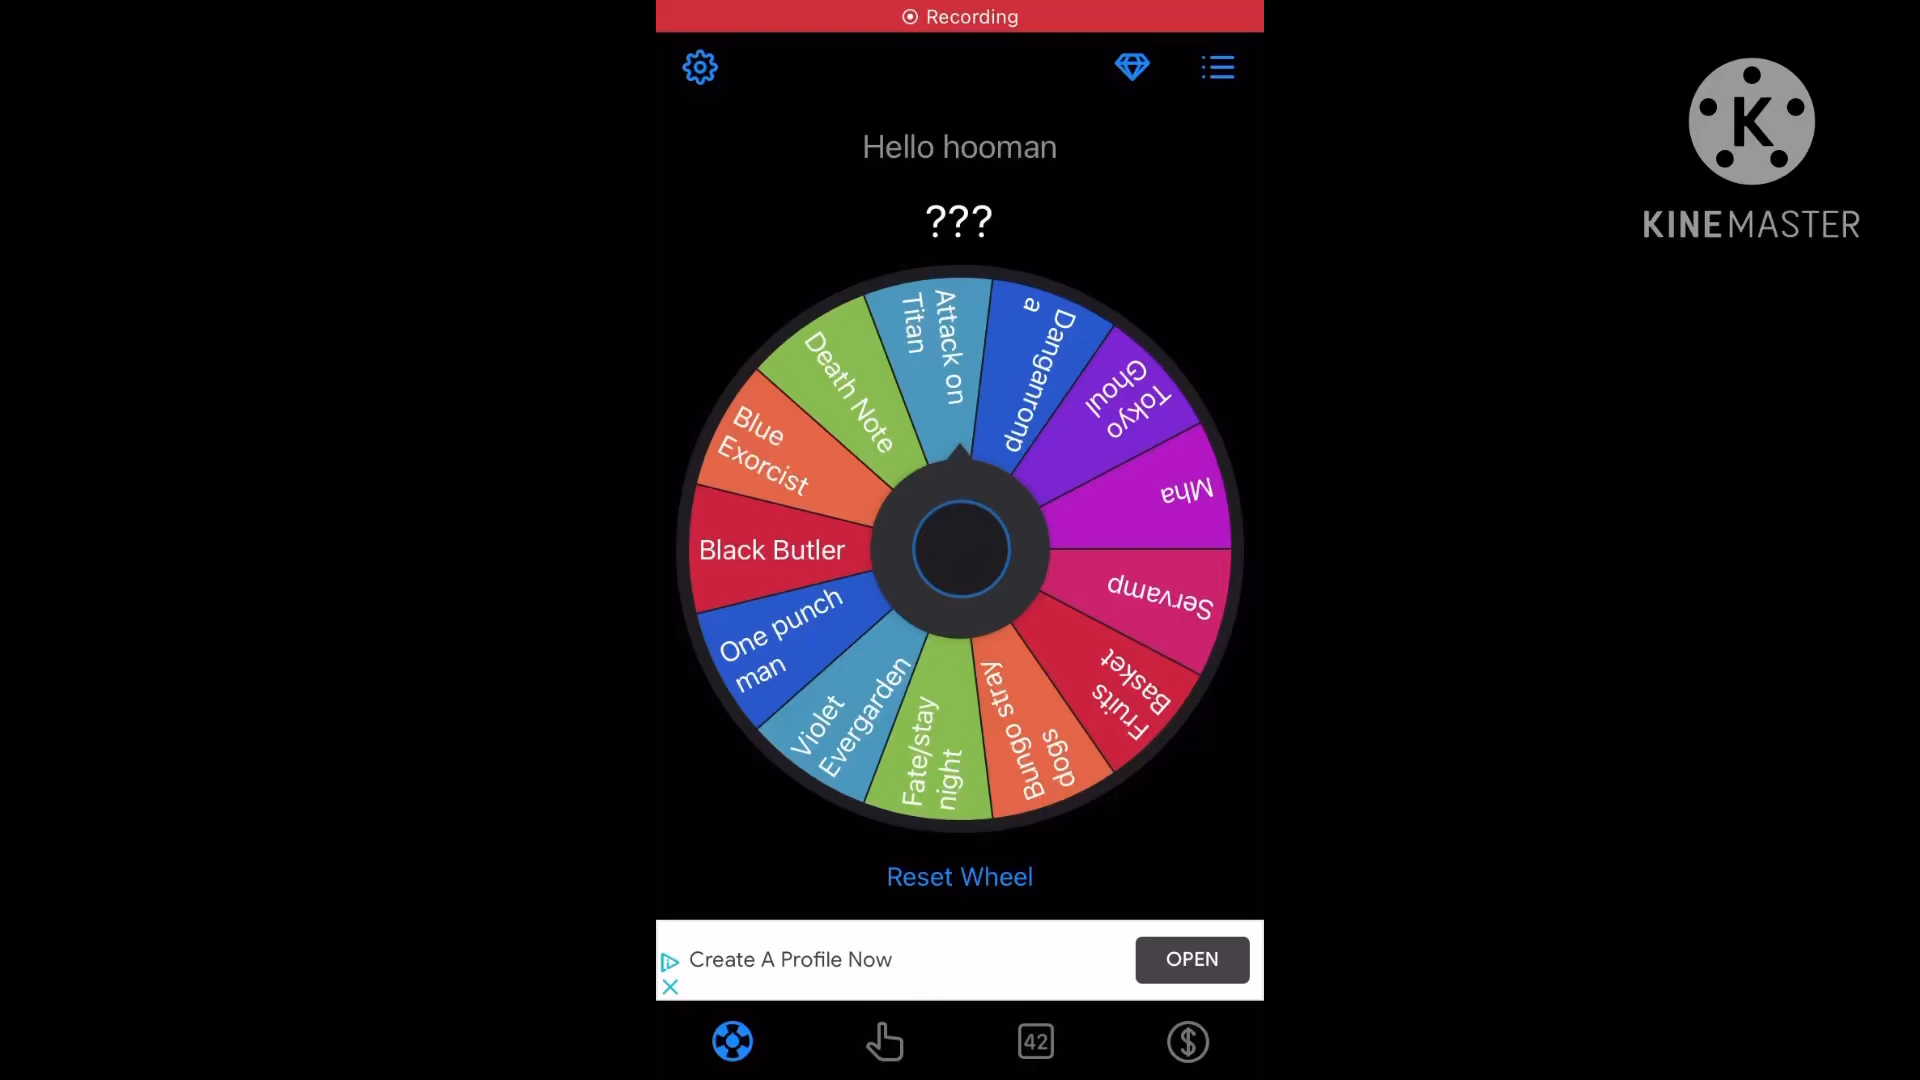 Recording
Hello hooman
???
Attack on
Titan
Danganronp
a
Tokyo
Ghoul
Mha
Servamp
Fruits
Basket
Bungo stray
dogs
Fate/stay
night
Violet
Evergarden
One punch
man
Black Butler
Blue
Exorcist
Death Note
Reset Wheel
Create A Profile Now
OPEN
42
$
K
KINEMASTER